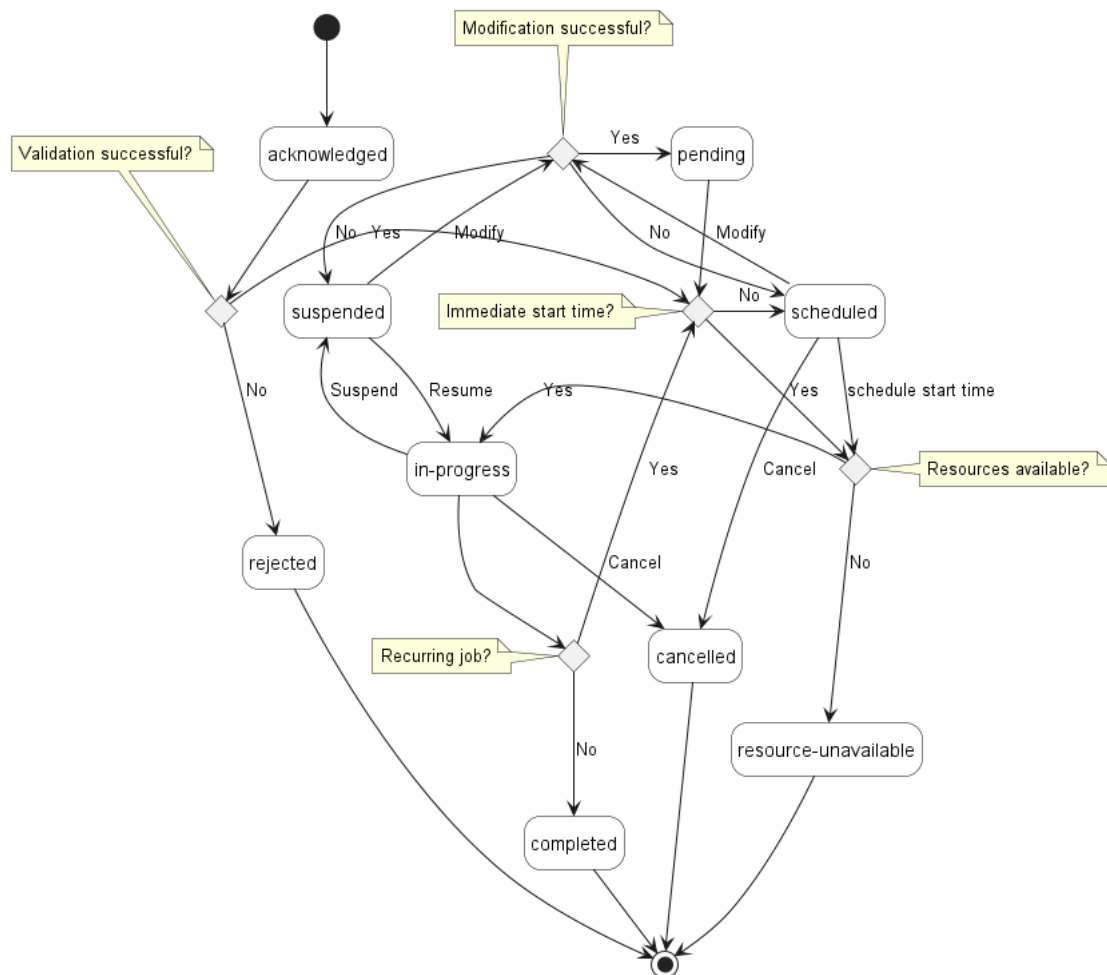 Modification successful?
Validation successful?
acknowledged
Yes
pending
No
Yes
Modify
No
Modify
suspended
Immediate start time?
No
scheduled
No
Suspend
Resume
Yes
Yes
schedule start time
in-progress
Yes
Cancel
Resources available?
rejected
Cancel
No
Recurring job?
cancelled
No
resource-unavailable
completed